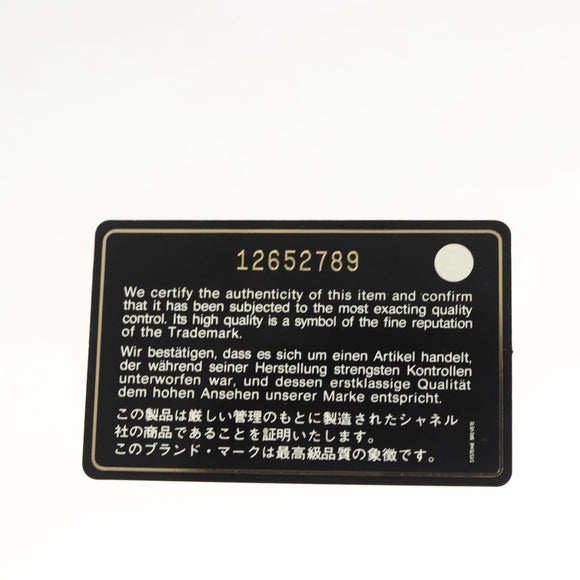 12652789
We certify the authenticity of this item and confirm
that it has been subjected to the most exacting quality
control. Its high quality is a symbol of the fine reputation
of the Trademark.
Wir bestätigen, dass es sich um einen Artikel handelt,
der während seiner Herstellung strengsten Kontrollen
unterworfen war, und dessen erstklassige Qualität
dem hohen Ansehen unserer Marke entspricht.
この製品は厳しい管理のもとに製造されたシャネル
社の商品であることを証明いたします。
このブランド・マークは最高級品質の象徴です。